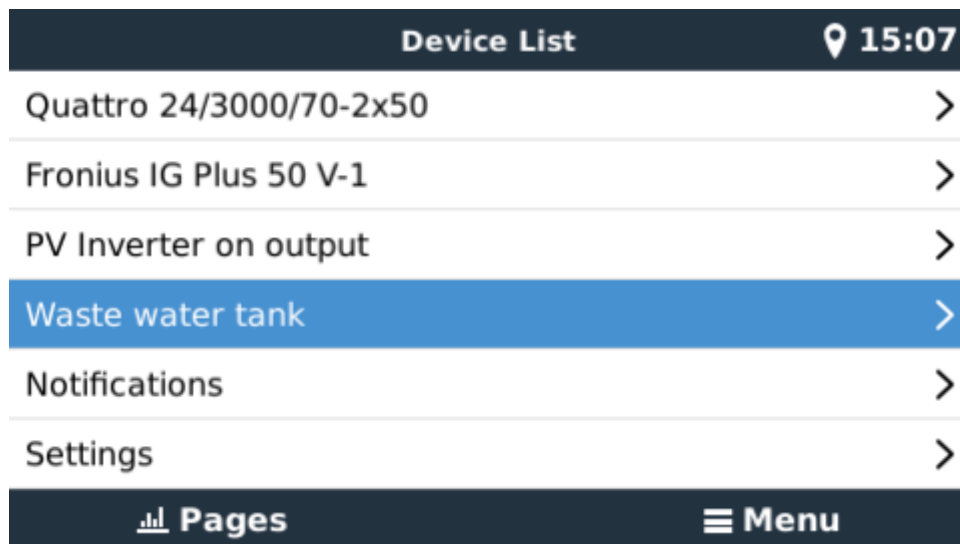 Device List 15:07
Quattro 24/3000/70-2x50
Fronius IG Plus 50 V-1
PV Inverter on output
Waste water tank
Notifications
Settings
Pages Menu